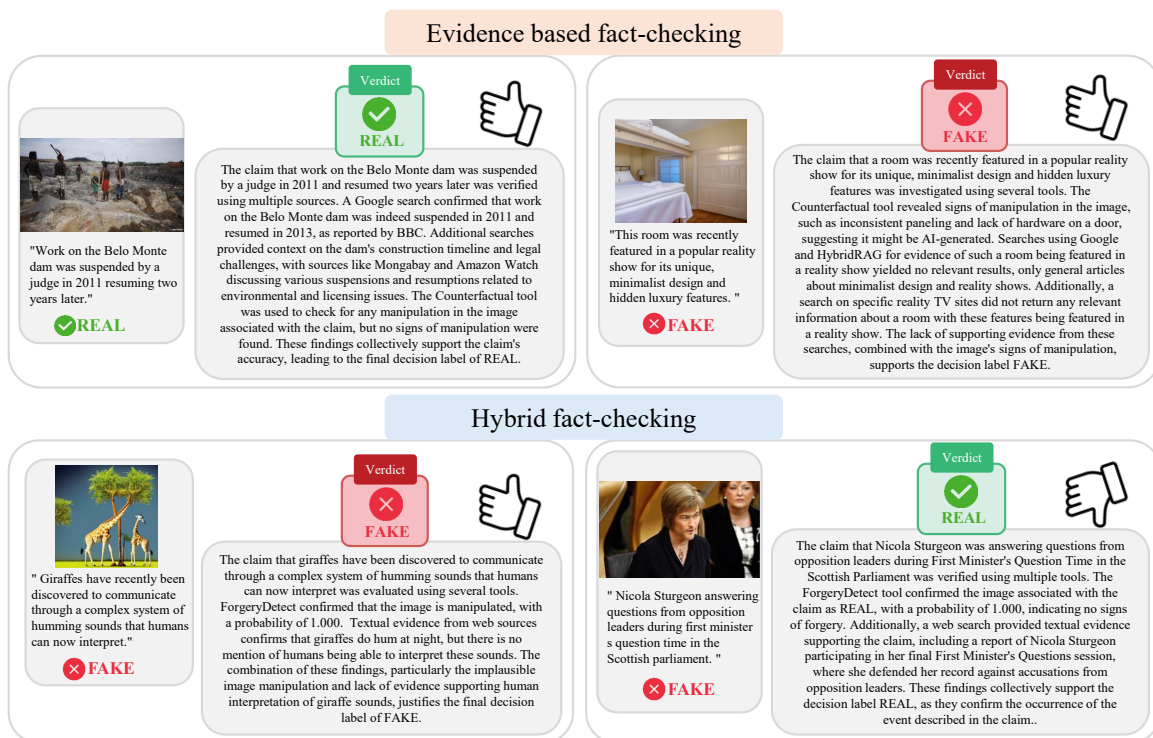 Evidence based fact-checking
"Work on the Belo Monte
dam was suspended by a
judge in 2011 resuming two
years later."
REAL
Verdict
REAL
The claim that work on the Belo Monte dam was suspended
by a judge in 2011 and resumed two years later was verified
using multiple sources. A Google search confirmed that work
on the Belo Monte dam was indeed suspended in 2011 and
resumed in 2013, as reported by BBC. Additional searches
provided context on the dam's construction timeline and legal
challenges, with sources like Mongabay and Amazon Watch
discussing various suspensions and resumptions related to
environmental and licensing issues. The Counterfactual tool
was used to check for any manipulation in the image
associated with the claim, but no signs of manipulation were
found. These findings collectively support the claim's
accuracy, leading to the final decision label of REAL.
"This room was recently
featured in a popular reality
show for its unique,
minimalist design and
hidden luxury features. "
FAKE
Verdict
FAKE
The claim that a room was recently featured in a popular reality
show for its unique, minimalist design and hidden luxury
features was investigated using several tools. The
Counterfactual tool revealed signs of manipulation in the image,
such as inconsistent paneling and lack of hardware on a door,
suggesting it might be AI-generated. Searches using Google
and HybridRAG for evidence of such a room being featured in
a reality show yielded no relevant results, only general articles
about minimalist design and reality shows. Additionally, a
search on specific reality TV sites did not return any relevant
information about a room with these features being featured in
a reality show. The lack of supporting evidence from these
searches, combined with the image's signs of manipulation,
supports the decision label FAKE.
Hybrid fact-checking
" Giraffes have recently been
discovered to communicate
through a complex system of
humming sounds that humans
can now interpret."
FAKE
Verdict
FAKE
The claim that giraffes have been discovered to communicate
through a complex system of humming sounds that humans
can now interpret was evaluated using several tools.
ForgeryDetect confirmed that the image is manipulated, with
a probability of 1.000. Textual evidence from web sources
confirms that giraffes do hum at night, but there is no
mention of humans being able to interpret these sounds. The
combination of these findings, particularly the implausible
image manipulation and lack of evidence supporting human
interpretation of giraffe sounds, justifies the final decision
label of FAKE.
" Nicola Sturgeon answering
questions from opposition
leaders during first minister
s question time in the
Scottish parliament. "
FAKE
Verdict
REAL
The claim that Nicola Sturgeon was answering questions from
opposition leaders during First Minister's Question Time in the
Scottish Parliament was verified using multiple tools. The
ForgeryDetect tool confirmed the image associated with the
claim as REAL, with a probability of 1.000, indicating no signs
of forgery. Additionally, a web search provided textual evidence
supporting the claim, including a report of Nicola Sturgeon
participating in her final First Minister's Questions session,
where she defended her record against accusations from
opposition leaders. These findings collectively support the
decision label REAL, as they confirm the occurrence of the
event described in the claim..